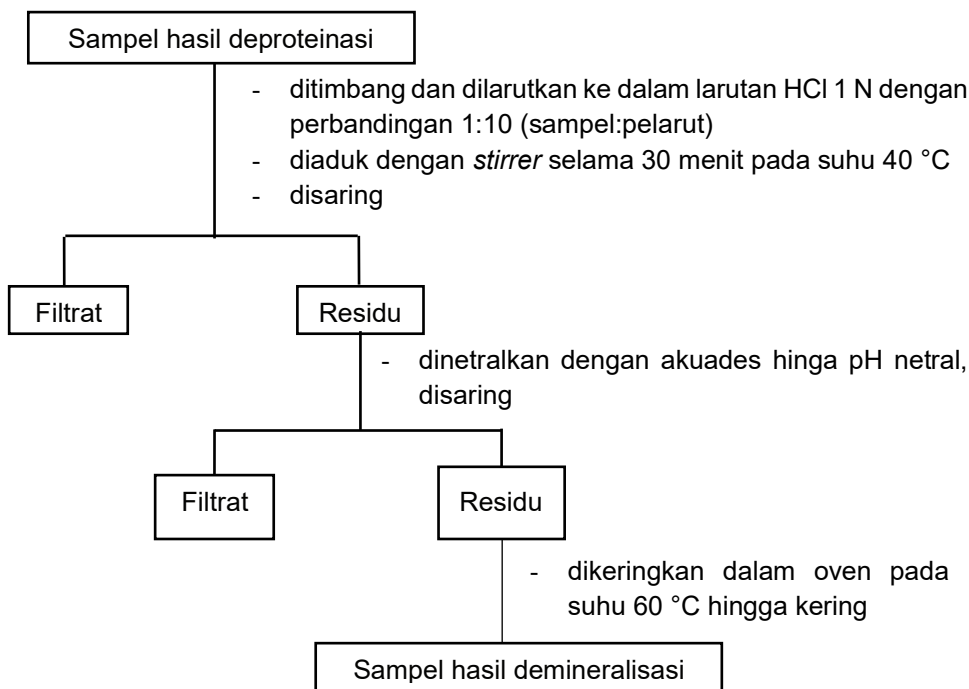 Sampel hasil deproteinasi
- ditimbang dan dilarutkan ke dalam larutan HCl 1 N dengan
perbandingan 1:10 (sampel:pelarut)
- diaduk dengan stirrer selama 30 menit pada suhu 40 °C
- disaring
Filtrat
Residu
- dinetralkan dengan akuades hingga pH netral,
disaring
Filtrat
Residu
- dikeringkan dalam oven pada
suhu 60 °C hingga kering
Sampel hasil demineralisasi